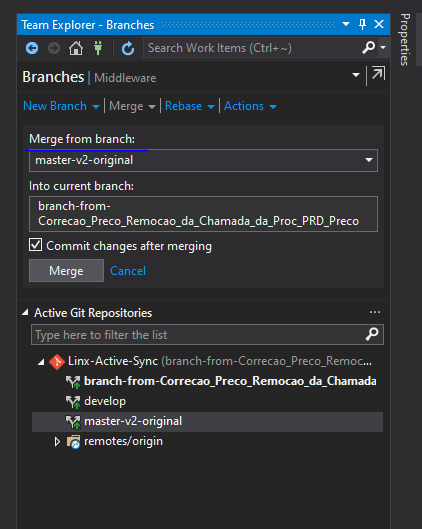 Team Explorer - Branches
Properties
Search Work Items (Ctrl+~)
Branches | Middleware
New Branch Merge Rebase Actions
Merge from branch:
master-v2-original
Into current branch:
branch-from-
Correcao_Preco_Remocao_da_Chamada_da_Proc_PRD_Preco
Commit changes after merging
Merge Cancel
Active Git Repositories
Type here to filter the list
Linx-Active-Sync (branch-from-Correcao_Preco_Remoc...
branch-from-Correcao_Preco_Remocao_da_Chamada
develop
master-v2-original
remotes/origin